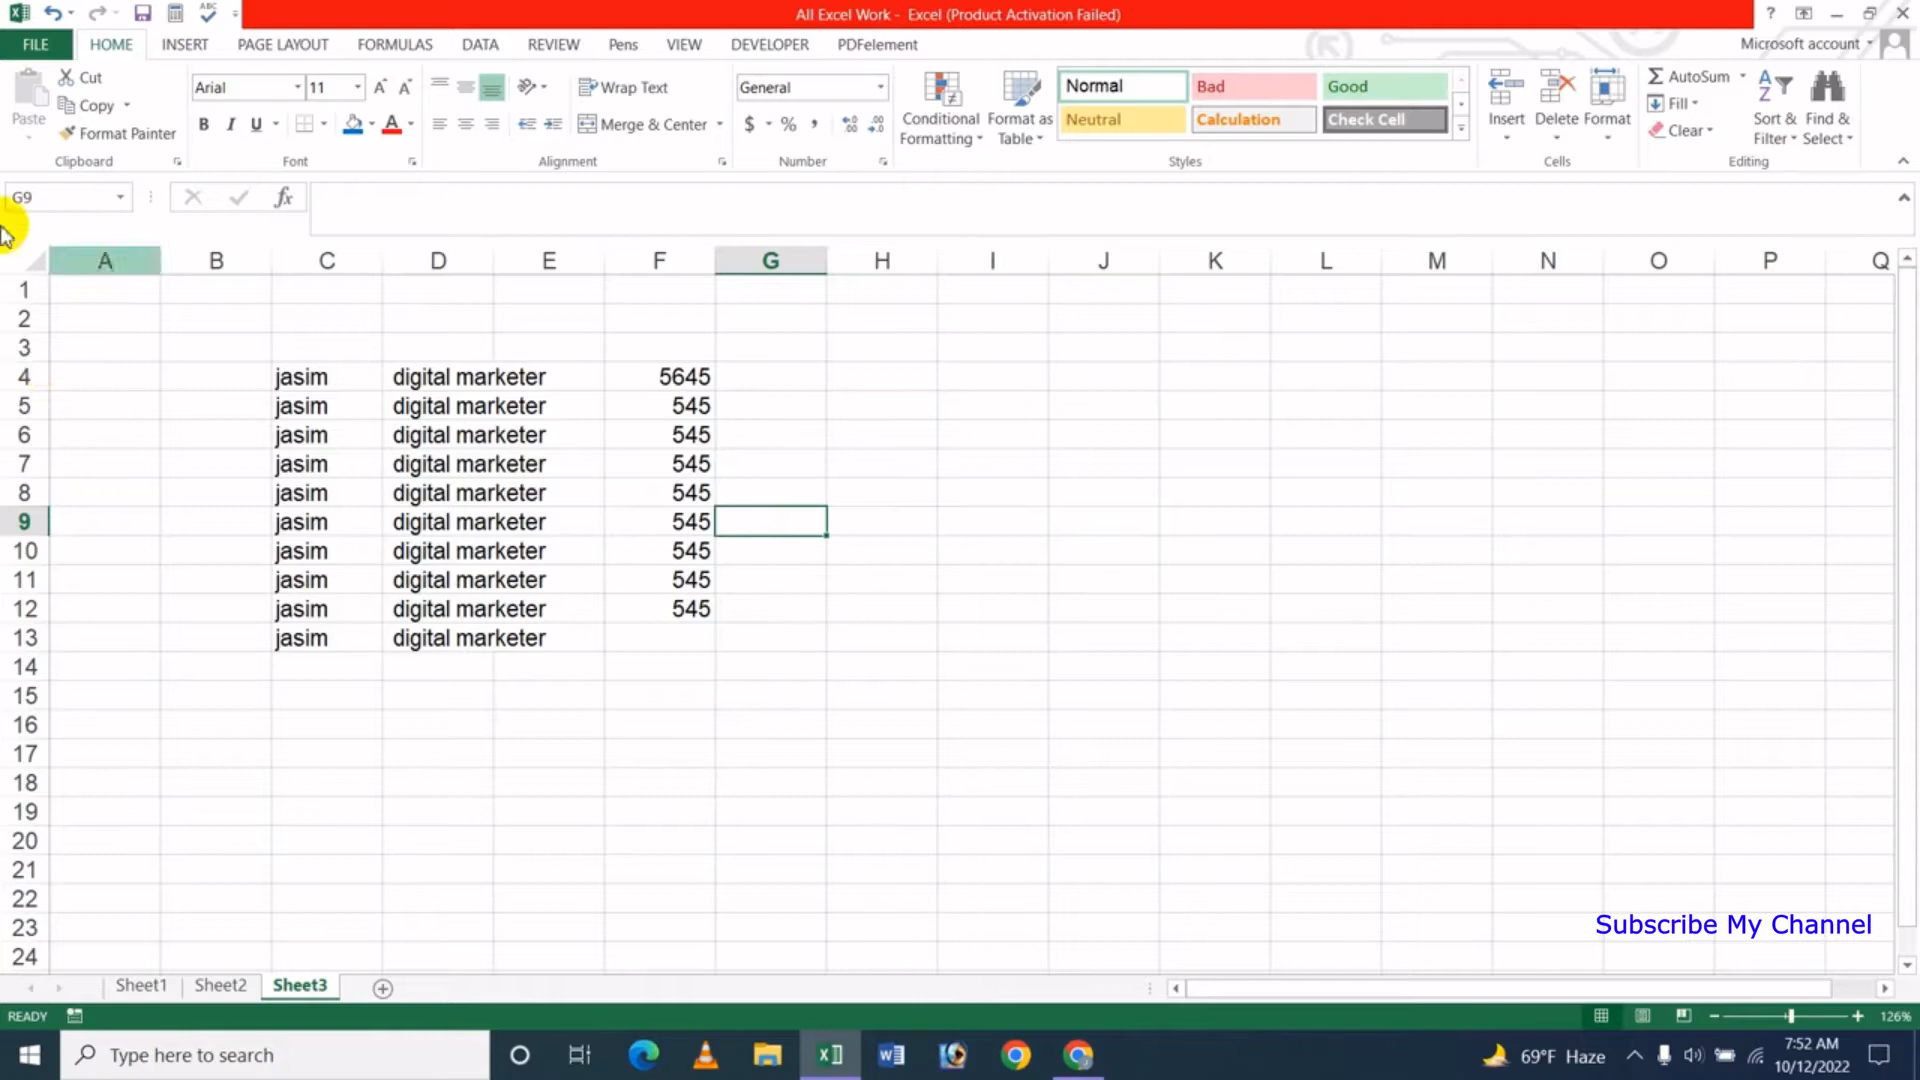 All Excel Work - Excel (Product Activation Failed)
FILE HOME INSERT PAGE LAYOUT FORMULAS DATA REVIEW Pens VIEW DEVELOPER PDFelement Microsoft account
Cut
Copy
Format Painter
Paste
Clipboard
Arial 11
B I U
Font
Wrap Text
Merge & Center
Alignment
General
$ % ,
Number
Conditional Formatting
Format as Table
Normal Bad Good
Neutral Calculation Check Cell
Styles
Insert Delete Format
Cells
AutoSum
Fill
Clear
Sort & Filter
Find & Select
Editing
G9 fx
A B C D E F G H I J K L M N O P Q
1
2
3
4 jasim digital marketer 5645
5 jasim digital marketer 545
6 jasim digital marketer 545
7 jasim digital marketer 545
8 jasim digital marketer 545
9 jasim digital marketer 545
10 jasim digital marketer 545
11 jasim digital marketer 545
12 jasim digital marketer 545
13 jasim digital marketer
14
15
16
17
18
19
20
21
22
23
Subscribe My Channel
24
Sheet1 Sheet2 Sheet3
READY 126%
Type here to search 69°F Haze 7:52 AM
10/12/2022